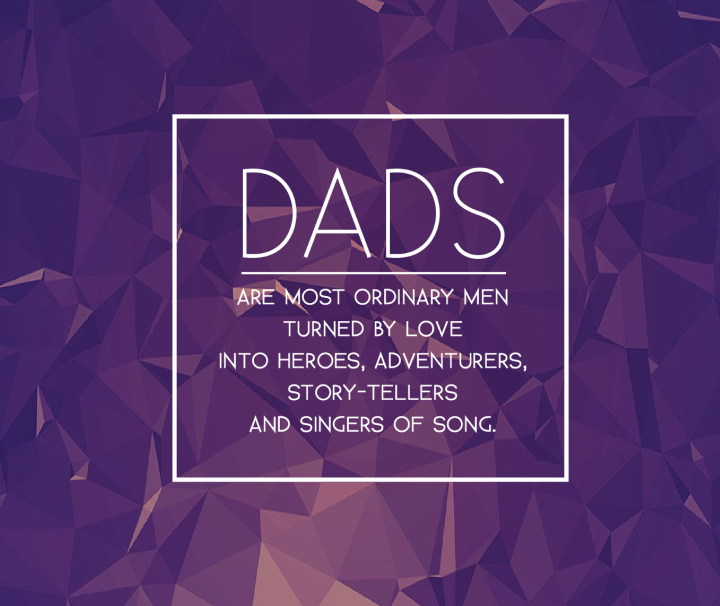 DADS
ARE MOST ORDINARY MEN
TURNED BY LOVE
INTO HEROES, ADVENTURERS,
STORY-TELLERS
AND SINGERS OF SONG.